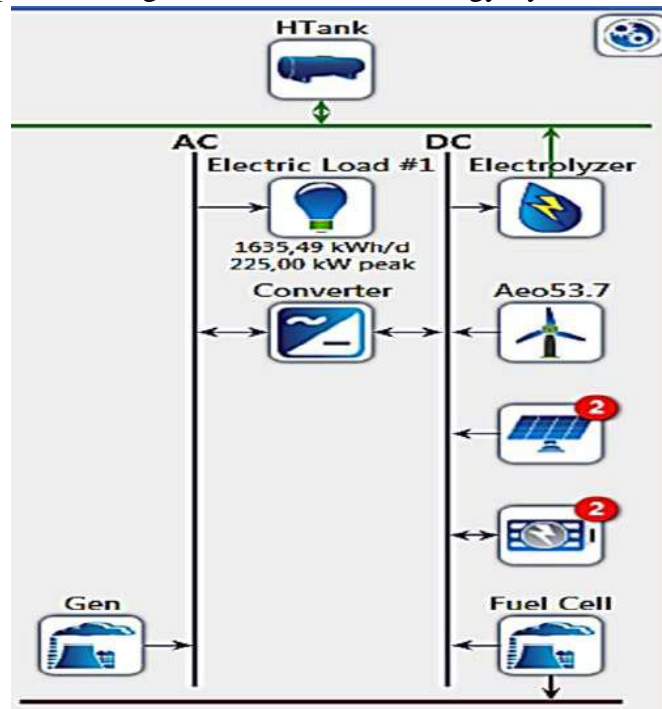 HTank
AC DC
Electric Load #1 Electrolyzer
1635,49 kWh/d
225,00 kW peak
Converter Aeo53.7
2
2
Gen Fuel Cell